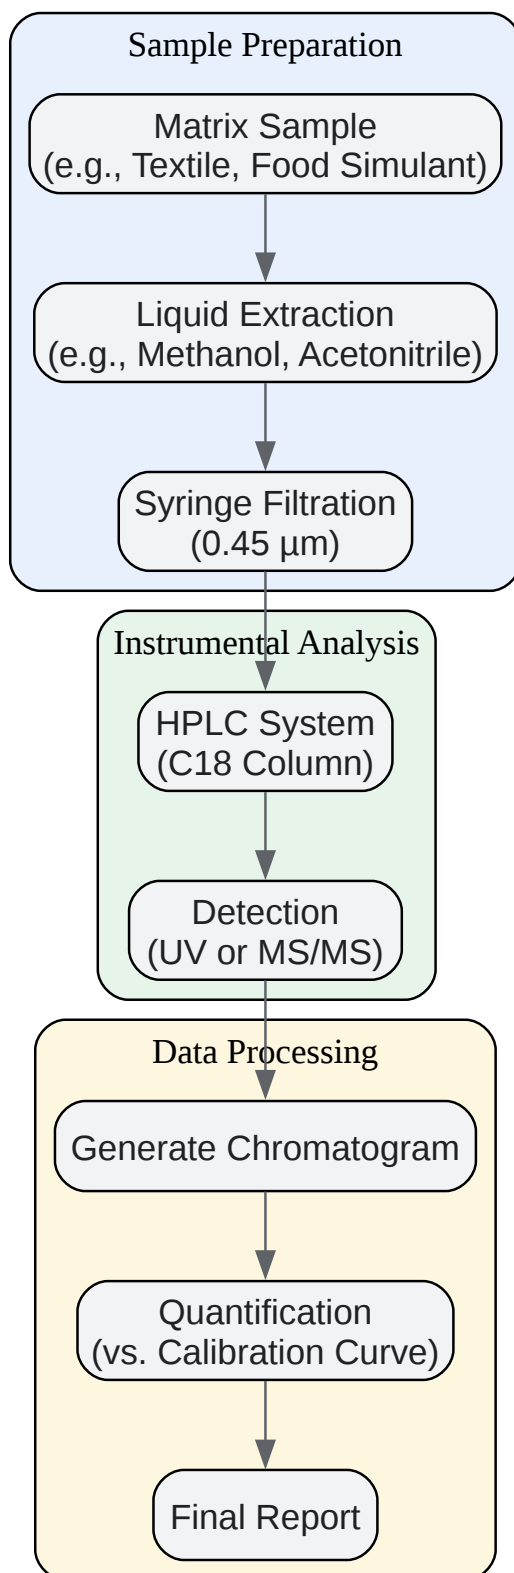 Sample Preparation
Matrix Sample
(e.g., Textile, Food Simulant)
Liquid Extraction
(e.g., Methanol, Acetonitrile)
Syringe Filtration
(0.45 µm)
Instrumental Analysis
HPLC System
(C18 Column)
Detection
(UV or MS/MS)
Data Processing
Generate Chromatogram
Quantification
(vs. Calibration Curve)
Final Report